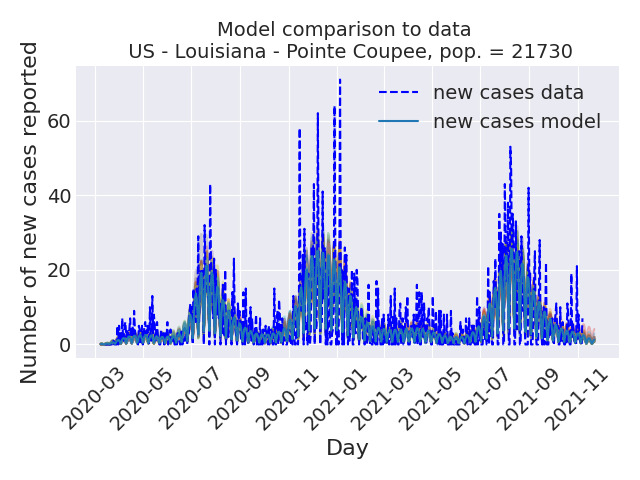 Model comparison to data
US - Louisiana - Pointe Coupee, pop. = 21730
Number of new cases reported
60
40
20
0
new cases data
new cases model
2020-03
2020-05
2020-07
2020-09
2020-11
2021-01
2021-03
2021-05
2021-07
2021-09
2021-11
Day